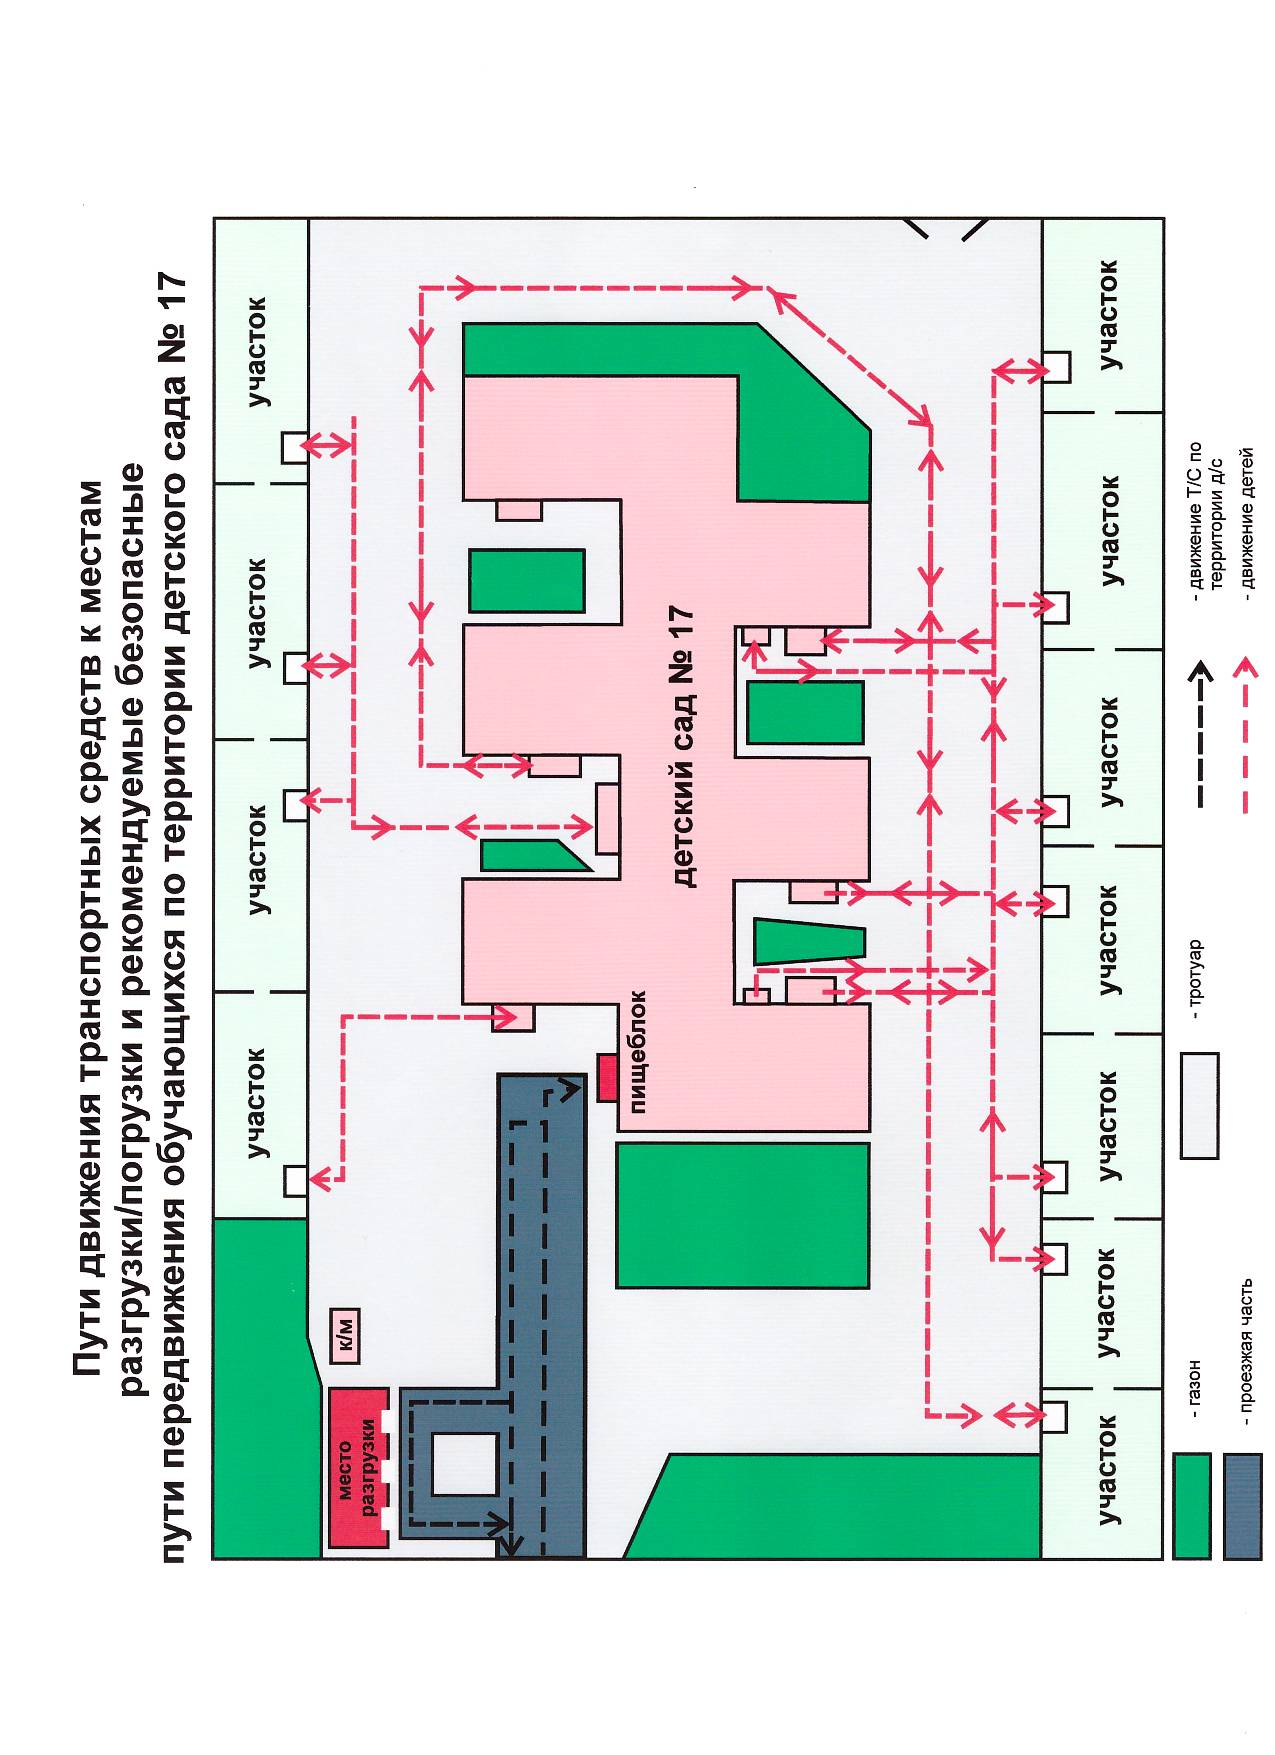 Пути движения транспортных средств к местам
разгрузки/погрузки и рекомендуемые безопасные
пути передвижения обучающихся по территории детского сада № 17
участок
участок
участок
участок
к/м
место
разгрузки
пищеблок
детский сад № 17
участок
участок
участок
участок
участок
участок
участок
- газон
- проезжая часть
- тротуар
- движение Т/С по
территории д/с
- движение детей